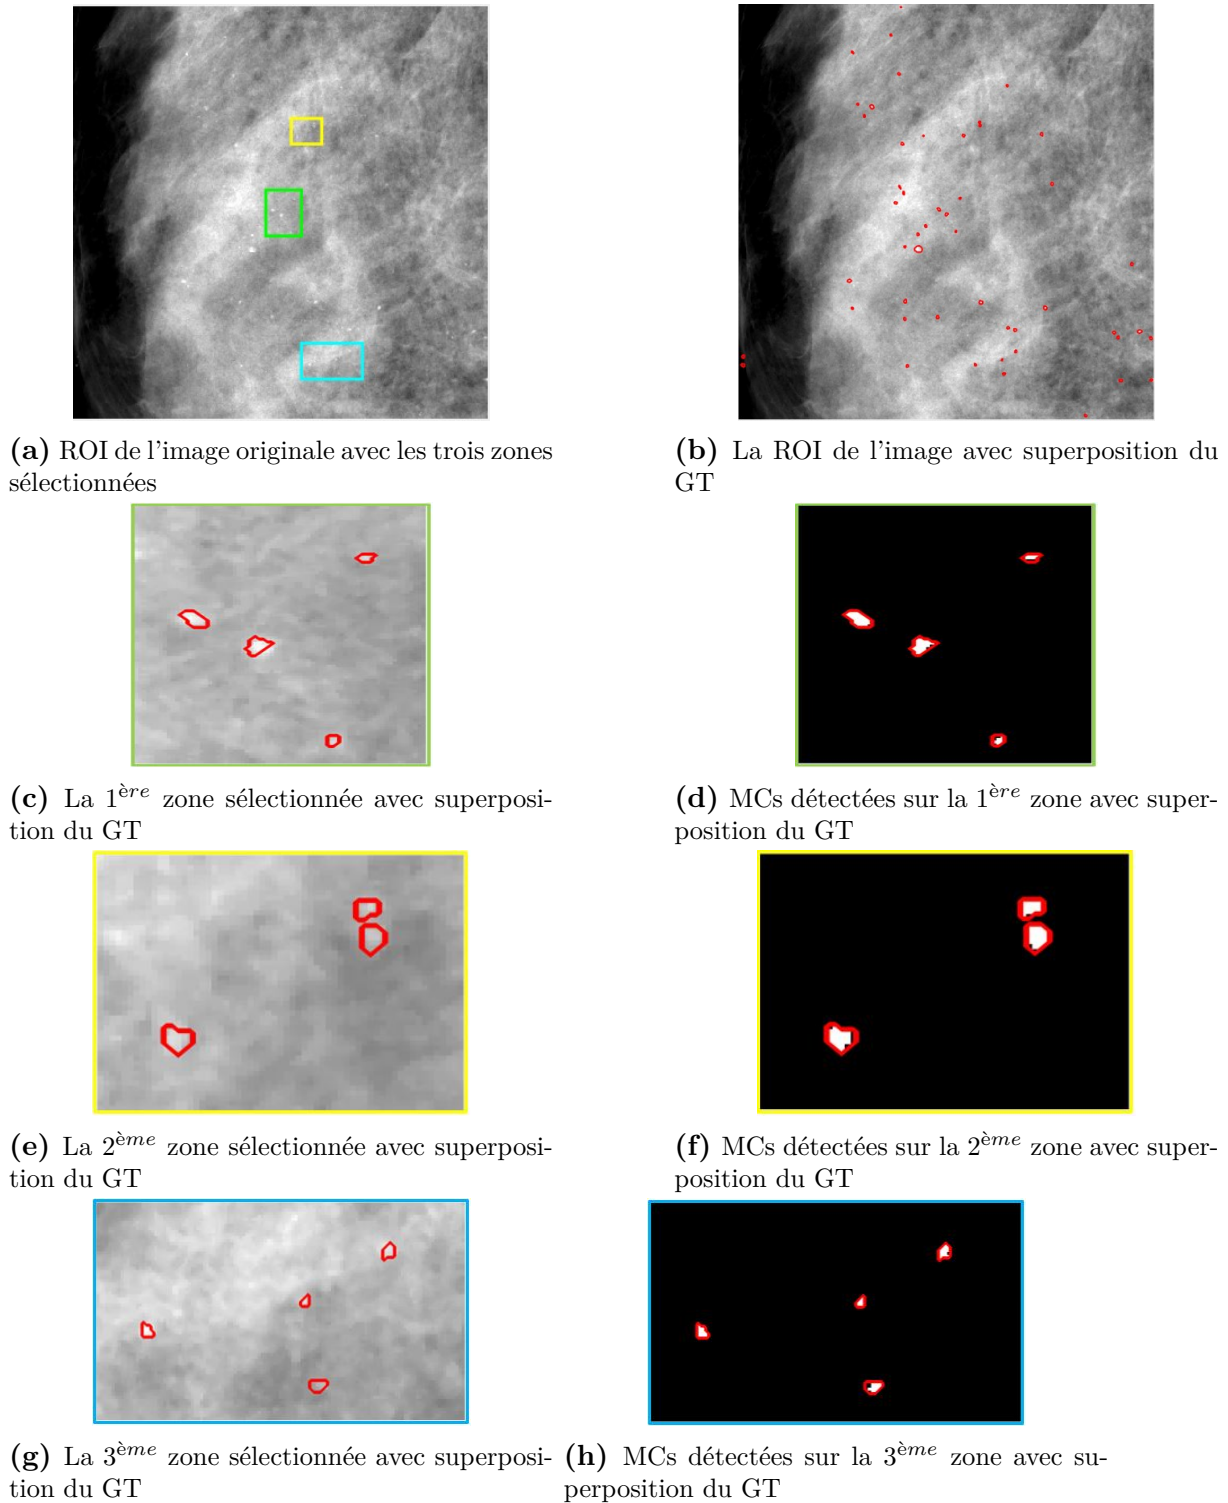 (a) ROI de l'image originale avec les trois zones
sélectionnées
(b) La ROI de l'image avec superposition du
GT
(c) La 1ère zone sélectionnée avec superposi-
tion du GT
(d) MCs détectées sur la 1ère zone avec super-
position du GT
(e) La 2ème zone sélectionnée avec superposi-
tion du GT
(f) MCs détectées sur la 2ème zone avec super-
position du GT
(g) La 3ème zone sélectionnée avec superposi-
tion du GT
(h) MCs détectées sur la 3ème zone avec su-
perposition du GT